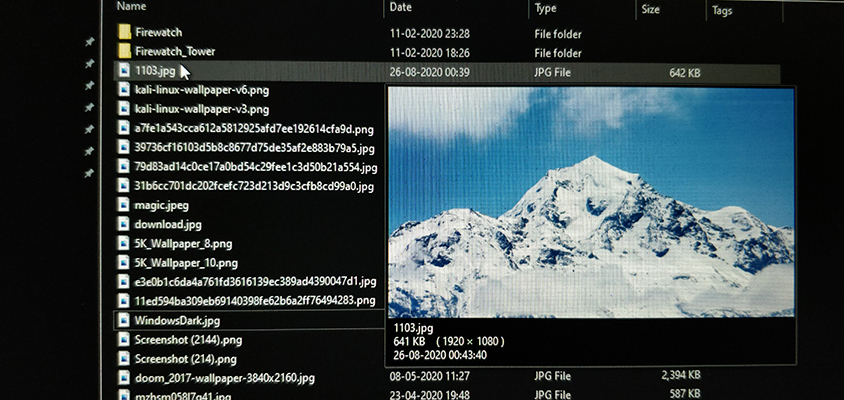 Name Date Type Size Tags
Firewatch 11-02-2020 23:28 File folder
Firewatch_Tower 11-02-2020 18:26 File folder
1103.jpg 26-08-2020 00:39 JPG File 642 KB
kali-linux-wallpaper-v6.png
kali-linux-wallpaper-v3.png
a7fe1a543cca612a5812925afd7ee192614cfa9d.png
39736cf16103d5b8c8677d75de35af2e883b79a5.jpg
79d83ad14c0ce17a0bd54c29fee1c3d50b21a554.jpg
31b6cc701dc202fcefc723d213d9c3cfb8cd99a0.jpg
magic.jpeg
download.jpg
5K_Wallpaper_8.png
5K_Wallpaper_10.png
e3e0b1c6da4a761fd3616139ec389ad4390047d1.jpg
11ed594ba309eb69140398fe62b6a2ff76494283.png
WindowsDark.jpg
1103.jpg
Screenshot (2144).png
641 KB (1920 × 1080)
Screenshot (214).png
26-08-2020 00:43:40
doom_2017-wallpaper-3840x2160.jpg 08-05-2020 11:27 JPG File 2,394 KB
23-04-2020 19:48 JPG File 587 KB